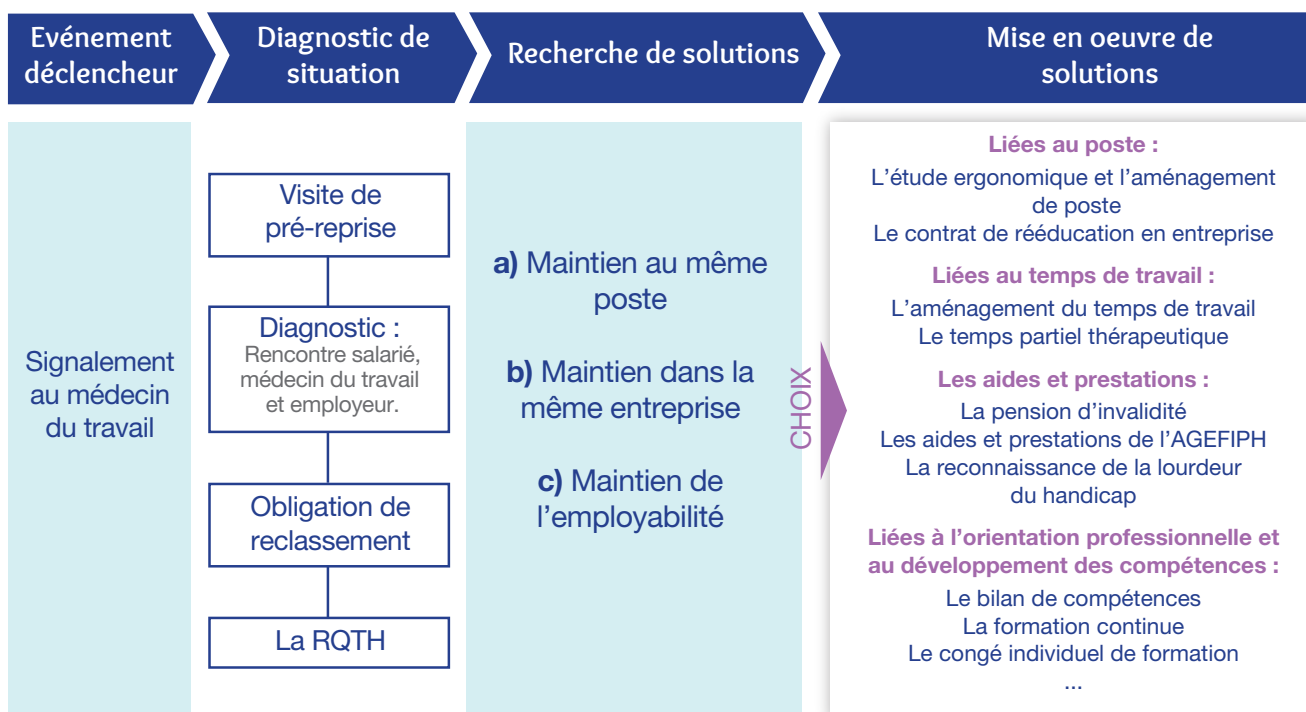 Evénement
déclencheur
Diagnostic de
situation
Recherche de solutions
Mise en oeuvre de
solutions
Signalement
au médecin
du travail
Visite de
pré-reprise
Diagnostic :
Rencontre salarié,
médecin du travail
et employeur.
Obligation de
reclassement
La RQTH
a) Maintien au même
poste
b) Maintien dans la
même entreprise
c) Maintien de
l'employabilité
CHOIX
Liées au poste :
L'étude ergonomique et l'aménagement
de poste
Le contrat de rééducation en entreprise
Liées au temps de travail :
L'aménagement du temps de travail
Le temps partiel thérapeutique
Les aides et prestations :
La pension d'invalidité
Les aides et prestations de l'AGEFIPH
La reconnaissance de la lourdeur
du handicap
Liées à l'orientation professionnelle et
au développement des compétences :
Le bilan de compétences
La formation continue
Le congé individuel de formation
...